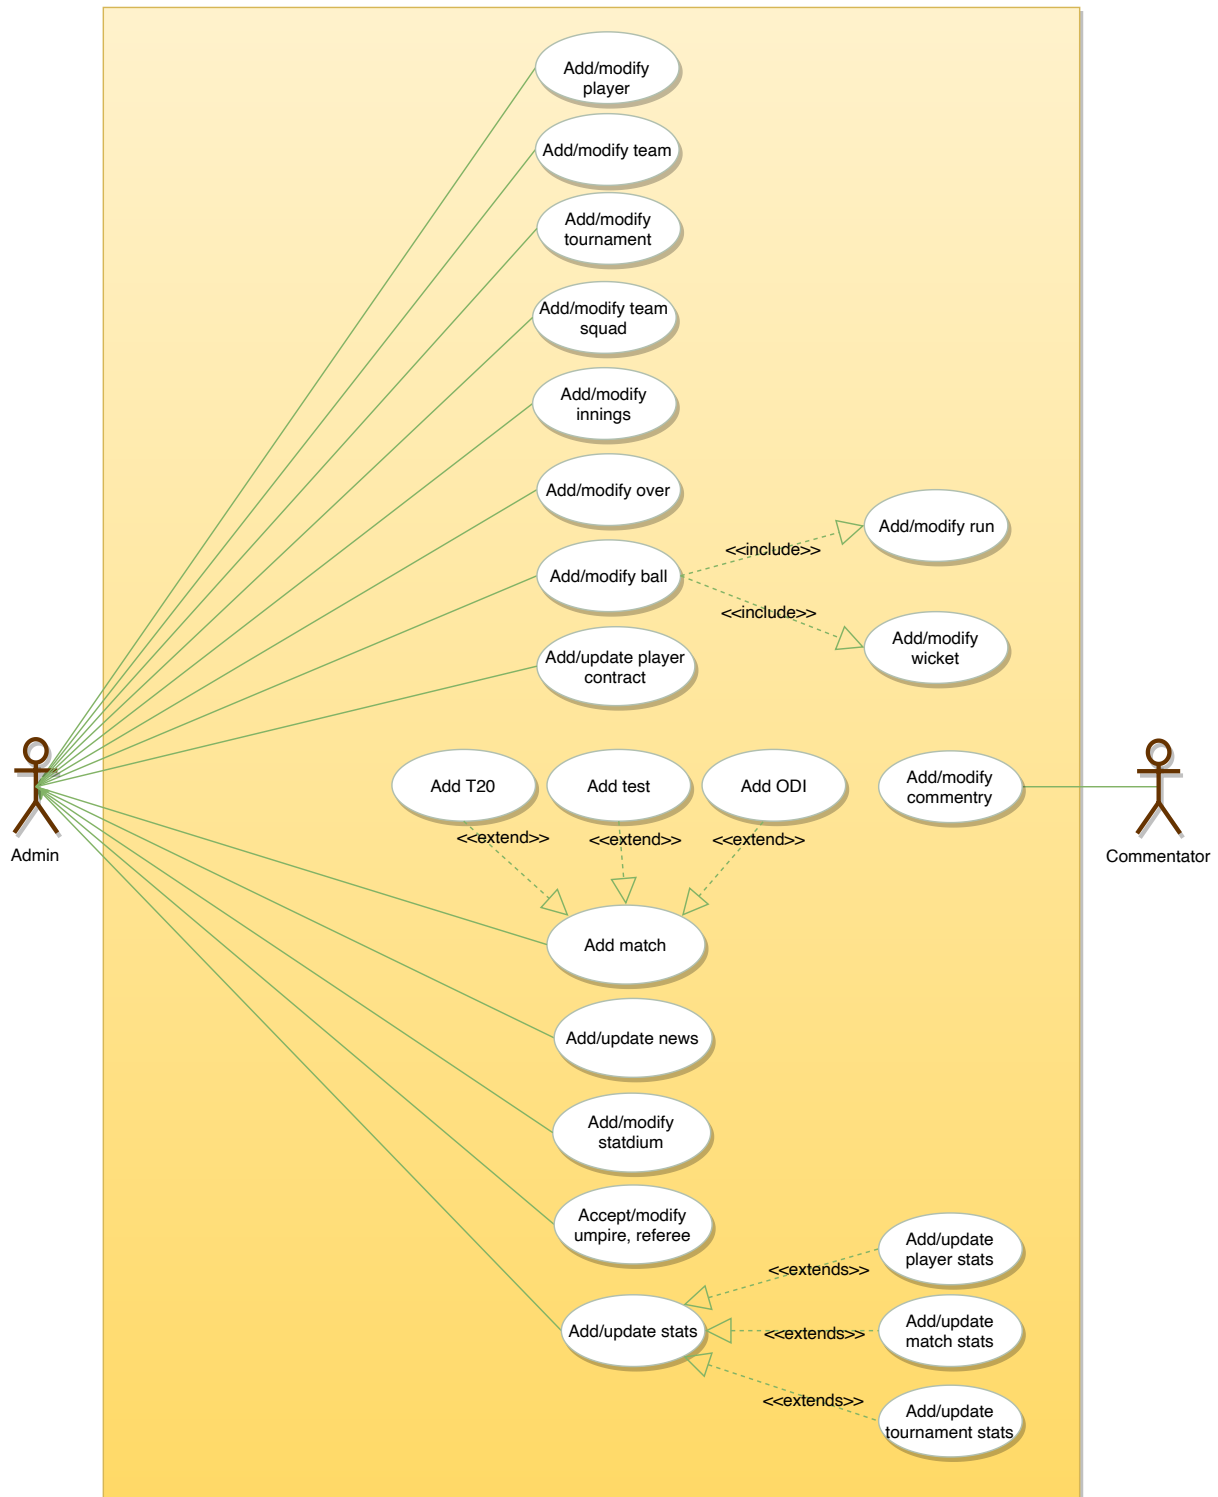 Add/modify
player
Add/modify team
Add/modify
tournament
Add/modify team
squad
Add/modify
innings
Add/modify over
Add/modify run
<<include>>
Add/modify ball
<<include>>
Add/modify
wicket
Add/update player
contract
Add T20
Add test
Add ODI
Add/modify
commentry
<<extend>>
<<extend>>
<<extend>>
Admin
Commentator
Add match
Add/update news
Add/modify
statdium
Accept/modify
umpire, referee
Add/update
player stats
<<extends>>
Add/update stats
<<extends>>
Add/update
match stats
<<extends>>
Add/update
tournament stats